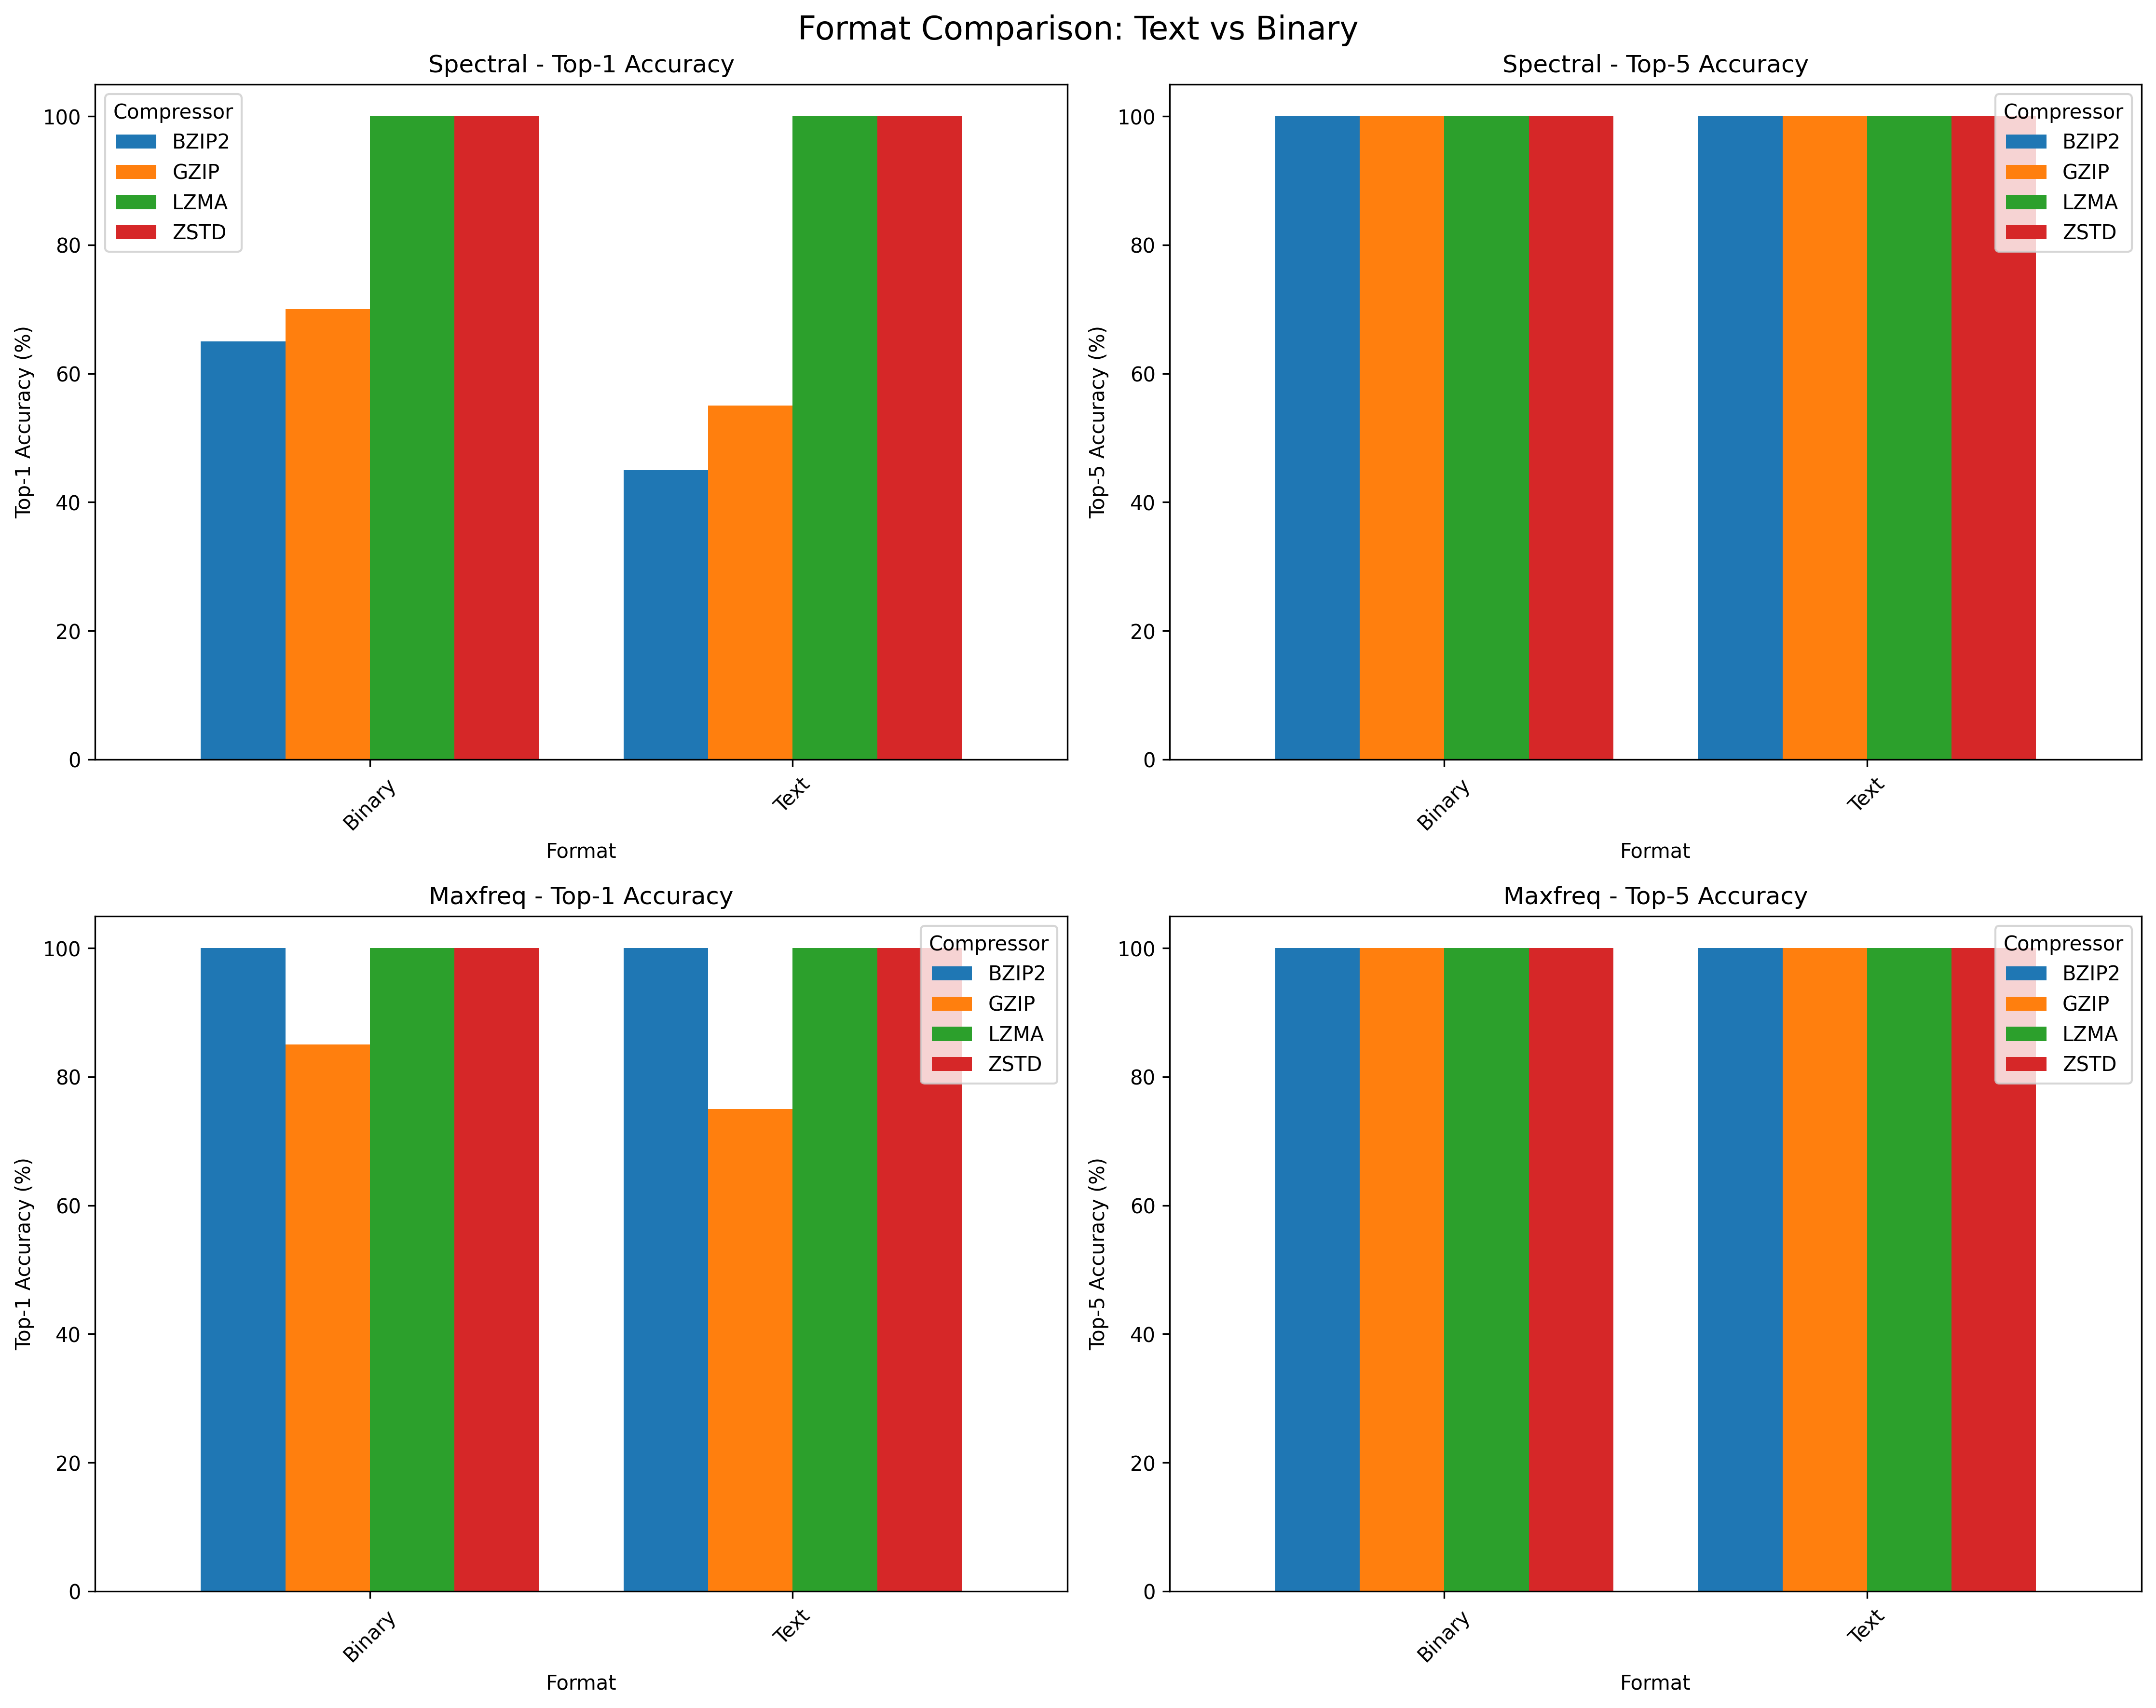 Format Comparison: Text vs Binary
Spectral - Top-1 Accuracy
Top-1 Accuracy (%)
100
80
60
40
20
0
Compressor
BZIP2
GZIP
LZMA
ZSTD
Binary
Text
Format
Spectral - Top-5 Accuracy
Top-5 Accuracy (%)
100
80
60
40
20
0
Compressor
BZIP2
GZIP
LZMA
ZSTD
Binary
Text
Format
Maxfreq - Top-1 Accuracy
Top-1 Accuracy (%)
100
80
60
40
20
0
Compressor
BZIP2
GZIP
LZMA
ZSTD
Binary
Text
Format
Maxfreq - Top-5 Accuracy
Top-5 Accuracy (%)
100
80
60
40
20
0
Compressor
BZIP2
GZIP
LZMA
ZSTD
Binary
Text
Format